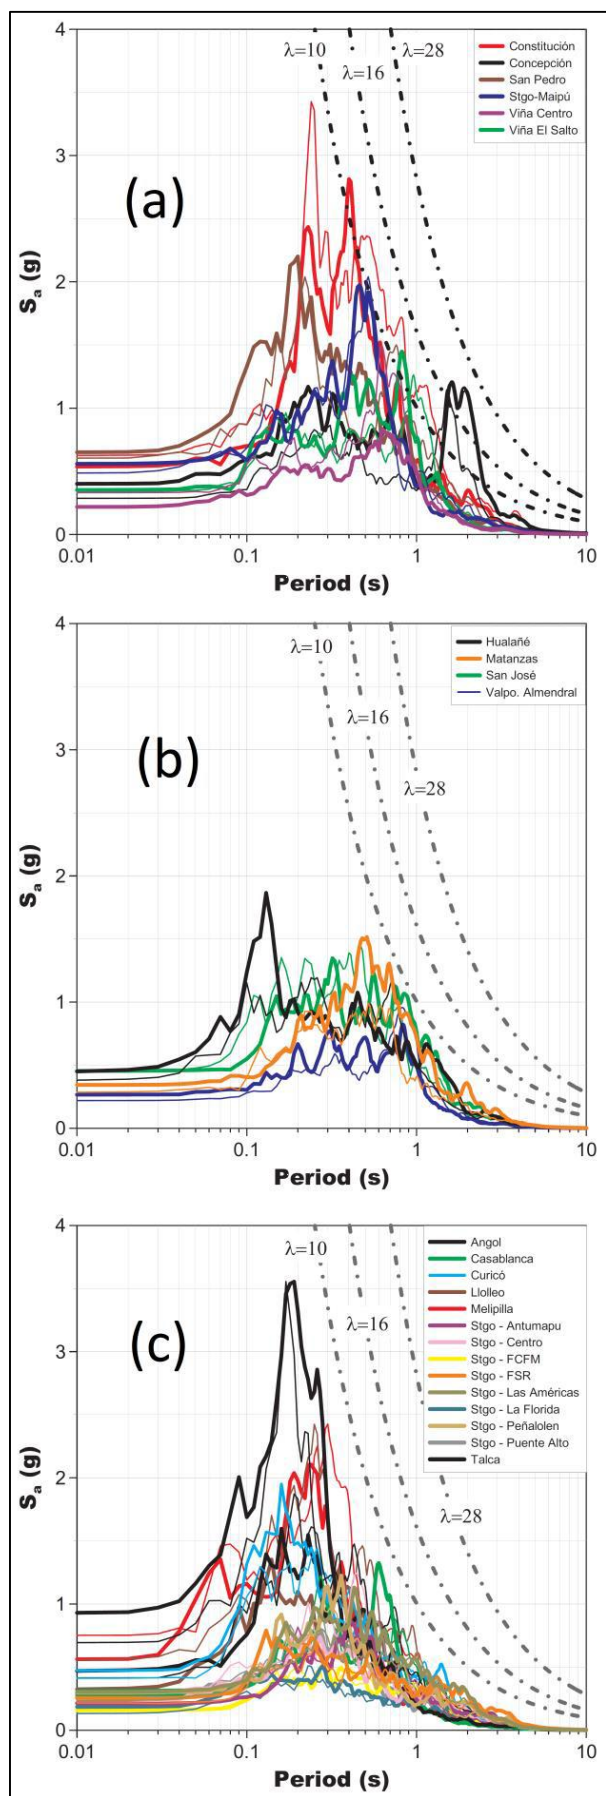 4
λ=10
λ=28
λ=16
Constitución
Concepción
San Pedro
Stgo-Maipú
Viña Centro
Viña El Salto
3
(a)
Sa (g)
2
1
0
0.01
0.1
1
10
Period (s)
4
λ=10
Hualañé
Matanzas
San José
Valpo. Almendral
λ=16
3
(b)
λ=28
Sa (g)
2
1
0
0.01
0.1
1
10
Period (s)
4
λ=10
Angol
Casablanca
Curicó
Llolleo
Melipilla
Stgo - Antumapu
Stgo - Centro
Stgo - FCFM
Stgo - FSR
Stgo - Las Américas
Stgo - La Florida
Stgo - Peñalolen
Stgo - Puente Alto
Talca
λ=16
3
(c)
Sa (g)
2
λ=28
1
0
0.01
0.1
1
10
Period (s)